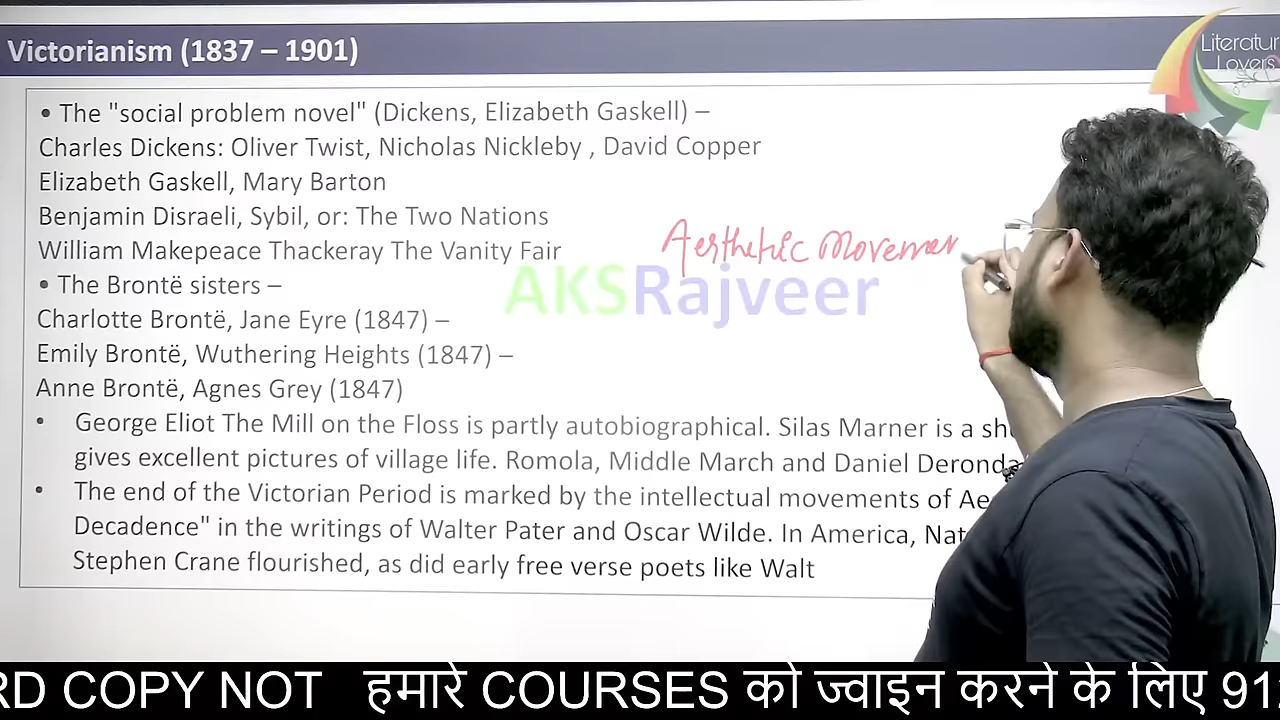 Victorianism (1837 – 1901)
Literatur
Lovers
• The "social problem novel" (Dickens, Elizabeth Gaskell) –
Charles Dickens: Oliver Twist, Nicholas Nickleby , David Copper
Elizabeth Gaskell, Mary Barton
Benjamin Disraeli, Sybil, or: The Two Nations
William Makepeace Thackeray The Vanity Fair
Aesthetic Movemen
AKSRajveer
• The Brontë sisters –
Charlotte Brontë, Jane Eyre (1847) –
Emily Brontë, Wuthering Heights (1847) –
Anne Brontë, Agnes Grey (1847)
• George Eliot The Mill on the Floss is partly autobiographical. Silas Marner is a sh
gives excellent pictures of village life. Romola, Middle March and Daniel Deronda
• The end of the Victorian Period is marked by the intellectual movements of Ae
Decadence" in the writings of Walter Pater and Oscar Wilde. In America, Nat
Stephen Crane flourished, as did early free verse poets like Walt
RD COPY NOT हमारे COURSES को ज्वाइन करने के लिए 91